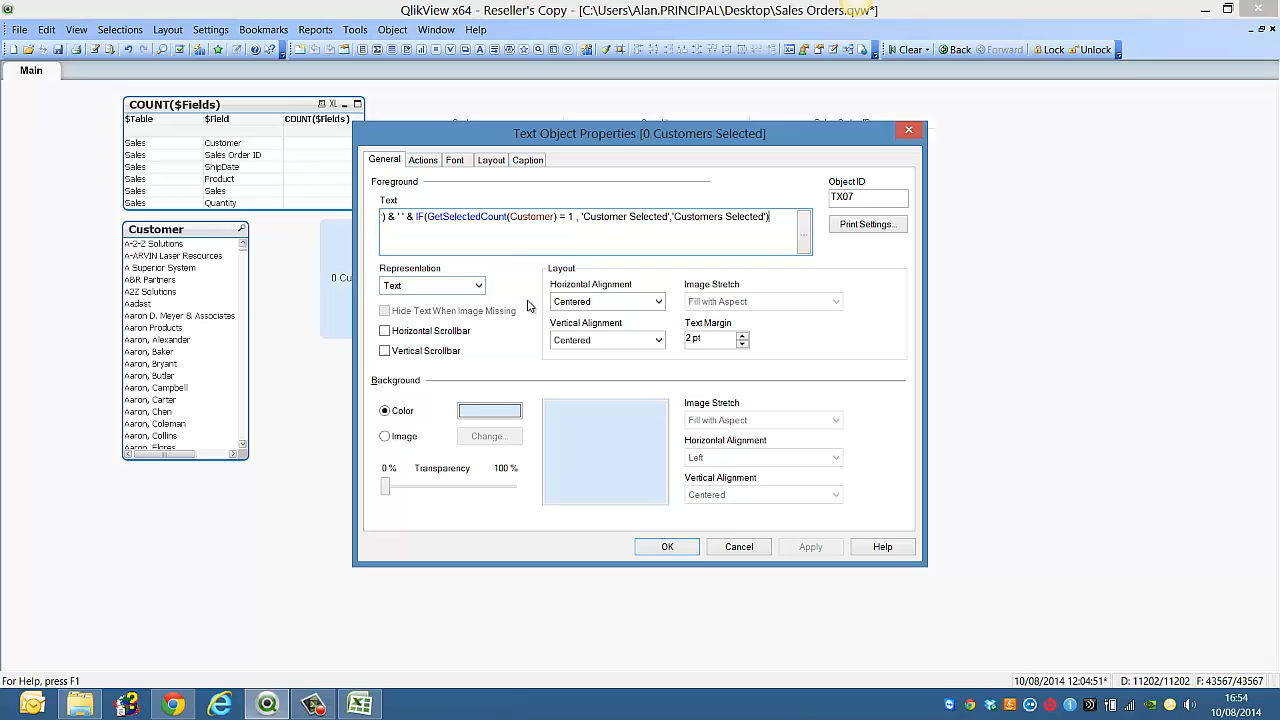 QlikView x64 - Reseller's Copy - [C:\Users\Alan.PRINCIPAL\Desktop\Sales Orders.qvw*]
File Edit View Selections Layout Settings Bookmarks Reports Tools Object Window Help
Clear Back Forward Lock Unlock
Main
COUNT($Fields) XL
$Table $Field COUNT($Fields )
Sales Customer
Sales Sales Order ID
Sales ShipDate
Sales Product
Sales Sales
Sales Quantity
Customer
A-2-Z Solutions
A-ARVIN Laser Resources
A Superior System
A&R Partners
A2Z Solutions
Aadast
Aaron D. Meyer & Associates
Aaron Products
Aaron, Alexander
Aaron, Baker
Aaron, Bryant
Aaron, Butler
Aaron, Campbell
Aaron, Carter
Aaron, Chen
Aaron, Coleman
Aaron, Collins
Aaron, Flores
0 Cu
Text Object Properties [0 Customers Selected]
General Actions Font Layout Caption
Foreground
Object ID
TX07
Text
) & ' ' & IF(GetSelectedCount(Customer) = 1 , 'Customer Selected','Customers Selected')
...
Print Settings...
Representation
Text
Hide Text When Image Missing
Horizontal Scrollbar
Vertical Scrollbar
Layout
Horizontal Alignment Image Stretch
Centered Fill with Aspect
Vertical Alignment Text Margin
Centered 2 pt
Background
Color
Image Change...
0 % Transparency 100 %
Image Stretch
Fill with Aspect
Horizontal Alignment
Left
Vertical Alignment
Centered
OK Cancel Apply Help
For Help, press F1 10/08/2014 12:04:51* D: 11202/11202 F: 43567/43567
16:54
10/08/2014